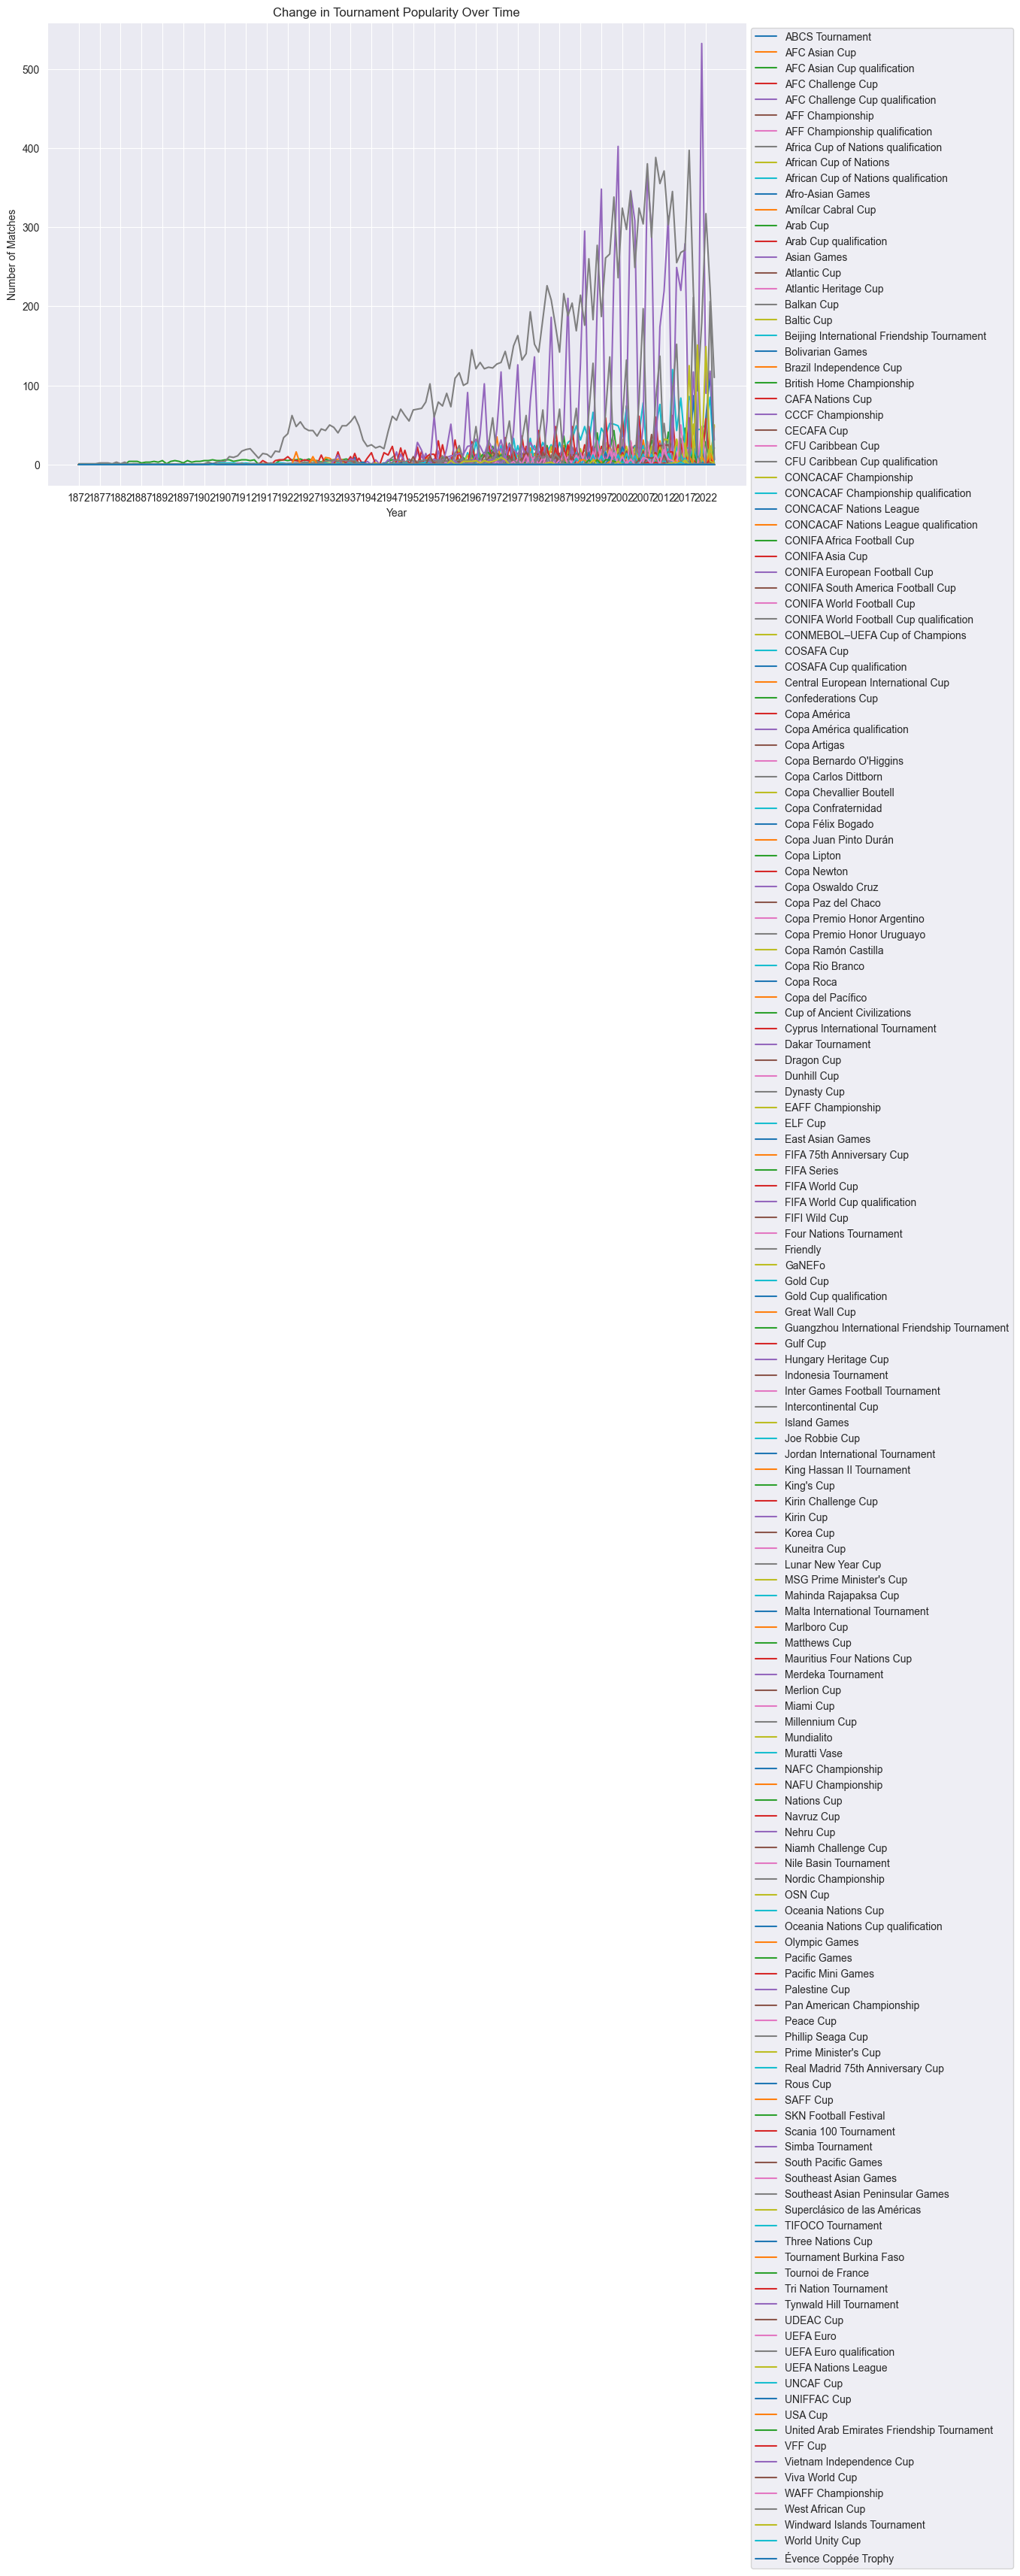 Change in Tournament Popularity Over Time
Number of Matches
500
400
300
200
100
0
1872 1877 1882 1887 1892 1897 1902 1907 1912 1917 1922 1927 1932 1937 1942 1947 1952 1957 1962 1967 1972 1977 1982 1987 1992 1997 2002 2007 2012 2017 2022
Year
ABCS Tournament
AFC Asian Cup
AFC Asian Cup qualification
AFC Challenge Cup
AFC Challenge Cup qualification
AFF Championship
AFF Championship qualification
Africa Cup of Nations qualification
African Cup of Nations
African Cup of Nations qualification
Afro-Asian Games
Amílcar Cabral Cup
Arab Cup
Arab Cup qualification
Asian Games
Atlantic Cup
Atlantic Heritage Cup
Balkan Cup
Baltic Cup
Beijing International Friendship Tournament
Bolivarian Games
Brazil Independence Cup
British Home Championship
CAFA Nations Cup
CCCF Championship
CECAFA Cup
CFU Caribbean Cup
CFU Caribbean Cup qualification
CONCACAF Championship
CONCACAF Championship qualification
CONCACAF Nations League
CONCACAF Nations League qualification
CONIFA Africa Football Cup
CONIFA Asia Cup
CONIFA European Football Cup
CONIFA South America Football Cup
CONIFA World Football Cup
CONIFA World Football Cup qualification
CONMEBOL–UEFA Cup of Champions
COSAFA Cup
COSAFA Cup qualification
Central European International Cup
Confederations Cup
Copa América
Copa América qualification
Copa Artigas
Copa Bernardo O'Higgins
Copa Carlos Dittborn
Copa Chevallier Boutell
Copa Confraternidad
Copa Félix Bogado
Copa Juan Pinto Durán
Copa Lipton
Copa Newton
Copa Oswaldo Cruz
Copa Paz del Chaco
Copa Premio Honor Argentino
Copa Premio Honor Uruguayo
Copa Ramón Castilla
Copa Rio Branco
Copa Roca
Copa del Pacífico
Cup of Ancient Civilizations
Cyprus International Tournament
Dakar Tournament
Dragon Cup
Dunhill Cup
Dynasty Cup
EAFF Championship
ELF Cup
East Asian Games
FIFA 75th Anniversary Cup
FIFA Series
FIFA World Cup
FIFA World Cup qualification
FIFI Wild Cup
Four Nations Tournament
Friendly
GaNEFo
Gold Cup
Gold Cup qualification
Great Wall Cup
Guangzhou International Friendship Tournament
Gulf Cup
Hungary Heritage Cup
Indonesia Tournament
Inter Games Football Tournament
Intercontinental Cup
Island Games
Joe Robbie Cup
Jordan International Tournament
King Hassan II Tournament
King's Cup
Kirin Challenge Cup
Kirin Cup
Korea Cup
Kuneitra Cup
Lunar New Year Cup
MSG Prime Minister's Cup
Mahinda Rajapaksa Cup
Malta International Tournament
Marlboro Cup
Matthews Cup
Mauritius Four Nations Cup
Merdeka Tournament
Merlion Cup
Miami Cup
Millennium Cup
Mundialito
Muratti Vase
NAFC Championship
NAFU Championship
Nations Cup
Navruz Cup
Nehru Cup
Niamh Challenge Cup
Nile Basin Tournament
Nordic Championship
OSN Cup
Oceania Nations Cup
Oceania Nations Cup qualification
Olympic Games
Pacific Games
Pacific Mini Games
Palestine Cup
Pan American Championship
Peace Cup
Phillip Seaga Cup
Prime Minister's Cup
Real Madrid 75th Anniversary Cup
Rous Cup
SAFF Cup
SKN Football Festival
Scania 100 Tournament
Simba Tournament
South Pacific Games
Southeast Asian Games
Southeast Asian Peninsular Games
Superclásico de las Américas
TIFOCO Tournament
Three Nations Cup
Tournament Burkina Faso
Tournoi de France
Tri Nation Tournament
Tynwald Hill Tournament
UDEAC Cup
UEFA Euro
UEFA Euro qualification
UEFA Nations League
UNCAF Cup
UNIFFAC Cup
USA Cup
United Arab Emirates Friendship Tournament
VFF Cup
Vietnam Independence Cup
Viva World Cup
WAFF Championship
West African Cup
Windward Islands Tournament
World Unity Cup
Évence Coppée Trophy